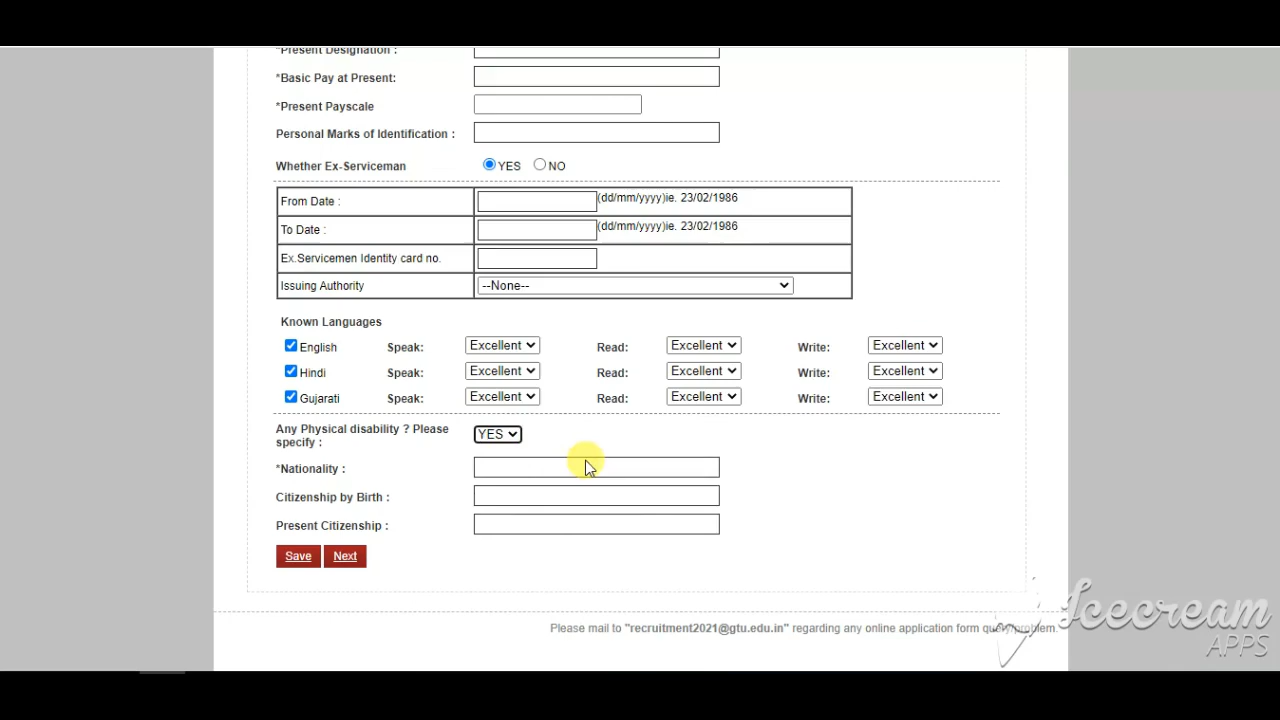 *Present Designation :
*Basic Pay at Present:
*Present Payscale
Personal Marks of Identification :
Whether Ex-Serviceman YES NO
From Date : (dd/mm/yyyy)ie. 23/02/1986
To Date : (dd/mm/yyyy)ie. 23/02/1986
Ex.Servicemen Identity card no.
Issuing Authority --None--
Known Languages
English Speak: Excellent Read: Excellent Write: Excellent
Hindi Speak: Excellent Read: Excellent Write: Excellent
Gujarati Speak: Excellent Read: Excellent Write: Excellent
Any Physical disability ? Please
specify : YES
*Nationality :
Citizenship by Birth :
Present Citizenship :
Save Next
Please mail to "recruitment2021@gtu.edu.in" regarding any online application form query/problem.
Icecream
APPS